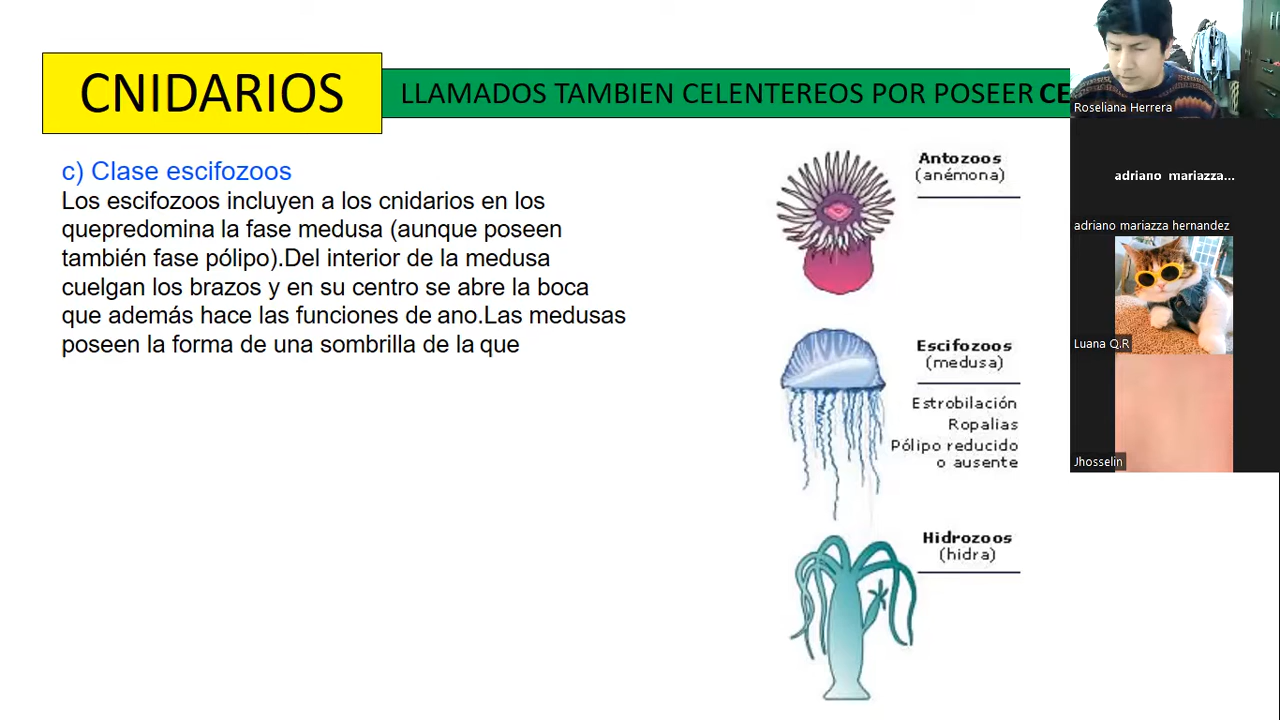 CNIDARIOS
LLAMADOS TAMBIEN CELENTEREOS POR POSEER CE
c) Clase escifozoos
Los escifozoos incluyen a los cnidarios en los
quepredomina la fase medusa (aunque poseen
también fase pólipo).Del interior de la medusa
cuelgan los brazos y en su centro se abre la boca
que además hace las funciones de ano.Las medusas
poseen la forma de una sombrilla de la que
Antozoos
(anémona)
Escifozoos
(medusa)
Estrobilación
Ropalias
Pólipo reducido
o ausente
Hidrozoos
(hidra)
Roseliana Herrera
adriano mariazza...
adriano mariazza hernandez
Luana Q.R
Jhosselin